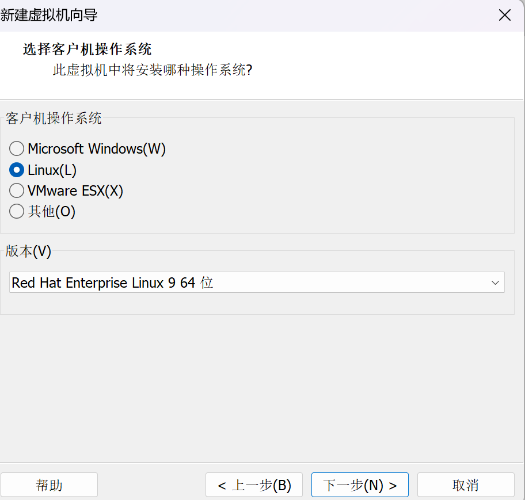 新建虚拟机向导
选择客户机操作系统
此虚拟机中将安装哪种操作系统?
客户机操作系统
Microsoft Windows(W)
Linux(L)
VMware ESX(X)
其他(O)
版本(V)
Red Hat Enterprise Linux 9 64 位
帮助
< 上一步(B)
下一步(N) >
取消